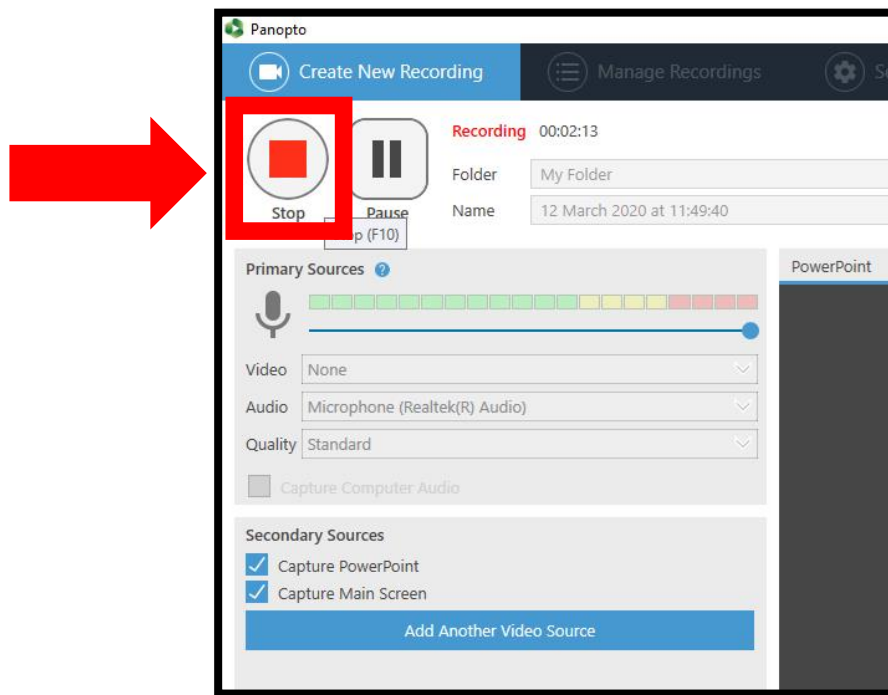 Panopto
Create New Recording Manage Recordings
Recording 00:02:13
Folder My Folder
Stop Pause Name 12 March 2020 at 11:49:40
(F10)
Primary Sources PowerPoint
Video None
Audio Microphone (Realtek(R) Audio)
Quality Standard
Capture Computer Audio
Secondary Sources
Capture PowerPoint
Capture Main Screen
Add Another Video Source